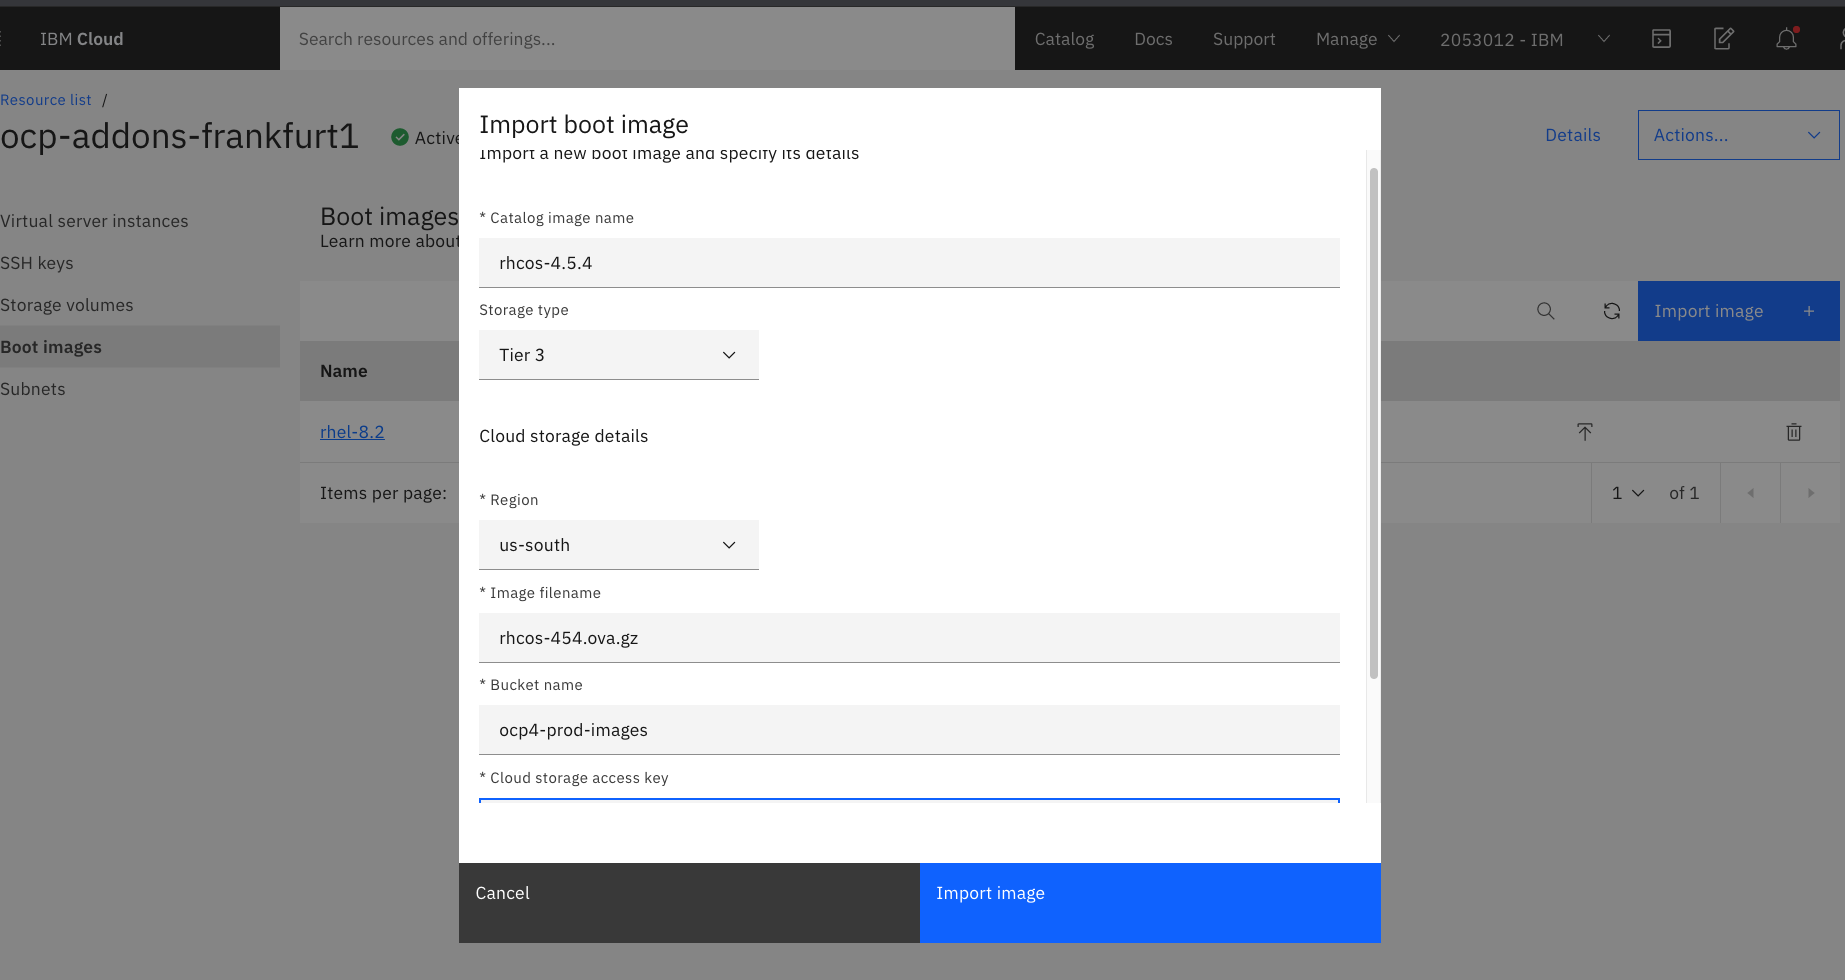 IBM Cloud
Search resources and offerings...
Catalog
Docs
Support
Manage
2053012 - IBM
Resource list /
ocp-addons-frankfurt1
Active
Details
Actions...
Virtual server instances
SSH keys
Storage volumes
Boot images
Subnets
Boot images
Learn more about
Import image +
Name
rhel-8.2
Items per page:
1
of 1
Import boot image
Import a new boot image and specify its details
* Catalog image name
rhcos-4.5.4
Storage type
Tier 3
Cloud storage details
* Region
us-south
* Image filename
rhcos-454.ova.gz
* Bucket name
ocp4-prod-images
* Cloud storage access key
Cancel
Import image